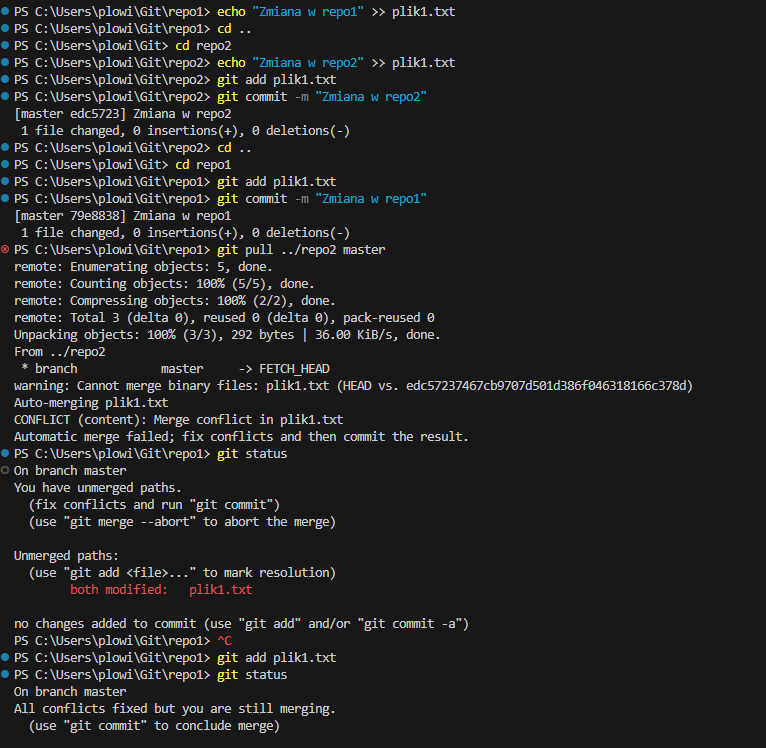 PS C:\Users\plowi\Git\repo1> echo "Zmiana w repo1" >> plik1.txt
PS C:\Users\plowi\Git\repo1> cd ..
PS C:\Users\plowi\Git> cd repo2
PS C:\Users\plowi\Git\repo2> echo "Zmiana w repo2" >> plik1.txt
PS C:\Users\plowi\Git\repo2> git add plik1.txt
PS C:\Users\plowi\Git\repo2> git commit -m "Zmiana w repo2"
[master edc5723] Zmiana w repo2
 1 file changed, 0 insertions(+), 0 deletions(-)
PS C:\Users\plowi\Git\repo2> cd ..
PS C:\Users\plowi\Git> cd repo1
PS C:\Users\plowi\Git\repo1> git add plik1.txt
PS C:\Users\plowi\Git\repo1> git commit -m "Zmiana w repo1"
[master 79e8838] Zmiana w repo1
 1 file changed, 0 insertions(+), 0 deletions(-)
PS C:\Users\plowi\Git\repo1> git pull ../repo2 master
remote: Enumerating objects: 5, done.
remote: Counting objects: 100% (5/5), done.
remote: Compressing objects: 100% (2/2), done.
remote: Total 3 (delta 0), reused 0 (delta 0), pack-reused 0
Unpacking objects: 100% (3/3), 292 bytes | 36.00 KiB/s, done.
From ../repo2
 * branch            master     -> FETCH_HEAD
warning: Cannot merge binary files: plik1.txt (HEAD vs. edc57237467cb9707d501d386f046318166c378d)
Auto-merging plik1.txt
CONFLICT (content): Merge conflict in plik1.txt
Automatic merge failed; fix conflicts and then commit the result.
PS C:\Users\plowi\Git\repo1> git status
On branch master
You have unmerged paths.
  (fix conflicts and run "git commit")
  (use "git merge --abort" to abort the merge)
Unmerged paths:
  (use "git add <file>..." to mark resolution)
        both modified:   plik1.txt
no changes added to commit (use "git add" and/or "git commit -a")
PS C:\Users\plowi\Git\repo1> ^C
PS C:\Users\plowi\Git\repo1> git add plik1.txt
PS C:\Users\plowi\Git\repo1> git status
On branch master
All conflicts fixed but you are still merging.
  (use "git commit" to conclude merge)